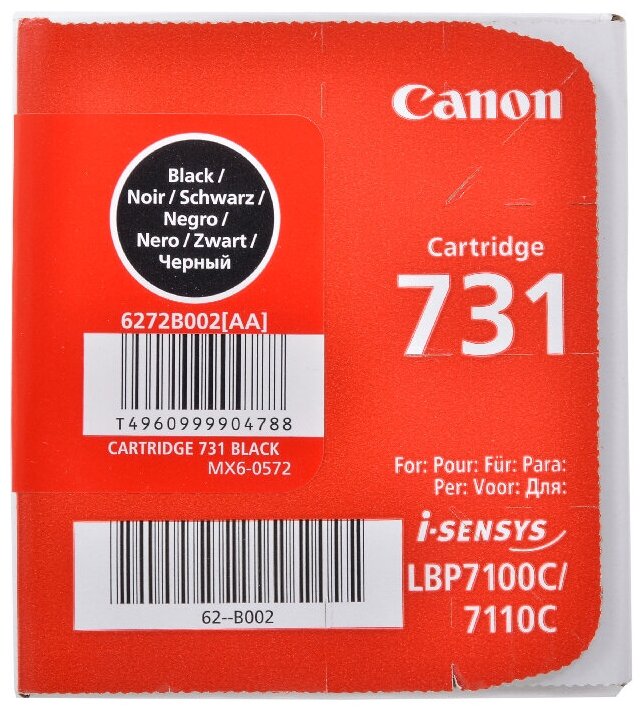 Canon
Black /
Noir / Schwarz /
Negro /
Nero / Zwart /
Черный
6272B002[AA]
T4960999904788
CARTRIDGE 731 BLACK
MX6-0572
Cartridge
731
For: Pour: Für: Para:
Per: Voor: Для:
i-SENSYS
LBP7100C/
7110C
62--B002